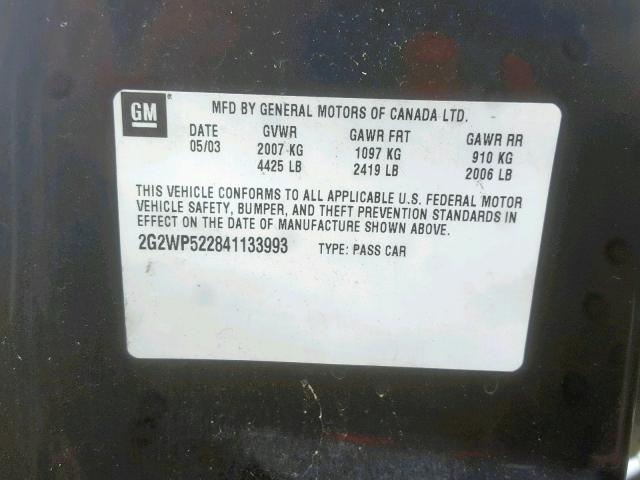 GM®
MFD BY GENERAL MOTORS OF CANADA LTD.
DATE GVWR GAWR FRT GAWR RR
05/03 2007 KG 1097 KG 910 KG
4425 LB 2419 LB 2006 LB
THIS VEHICLE CONFORMS TO ALL APPLICABLE U.S. FEDERAL MOTOR
VEHICLE SAFETY, BUMPER, AND THEFT PREVENTION STANDARDS IN
EFFECT ON THE DATE OF MANUFACTURE SHOWN ABOVE.
2G2WP522841133993 TYPE: PASS CAR